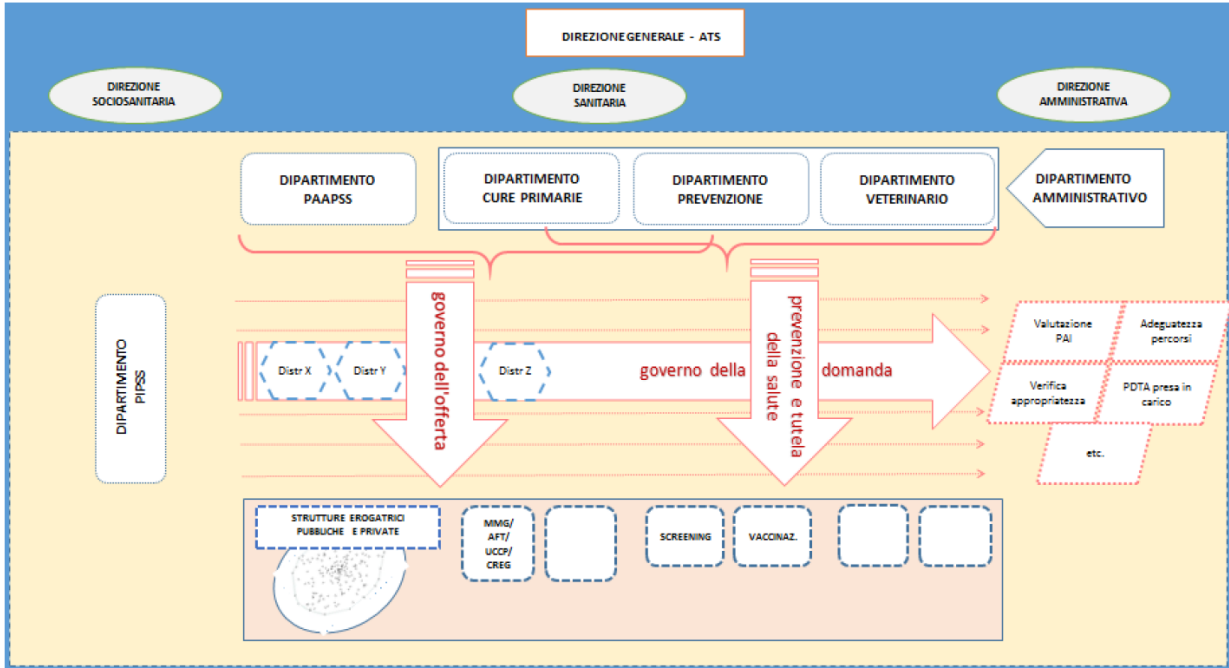 DIREZIONE GENERALE - ATS
DIREZIONE
SOCIOSANITARIA
DIREZIONE
SANITARIA
DIREZIONE
AMMINISTRATIVA
DIPARTIMENTO
PAAPSS
DIPARTIMENTO
CURE PRIMARIE
DIPARTIMENTO
PREVENZIONE
DIPARTIMENTO
VETERINARIO
DIPARTIMENTO
AMMINISTRATIVO
DIPARTIMENTO
PIPSS
governo dell'offerta
prevenzione e tutela
della salute
Distr X
Distr Y
Distr Z
governo della domanda
Valutazione
PAI
Adeguatezza
percorsi
Verifica
appropriatezza
PDTA presa in
carico
etc.
STRUTTURE EROGATRICI
PUBBLICHE E PRIVATE
MMG/
AFT/
UCCP/
CREG
SCREENING
VACCINAZ.